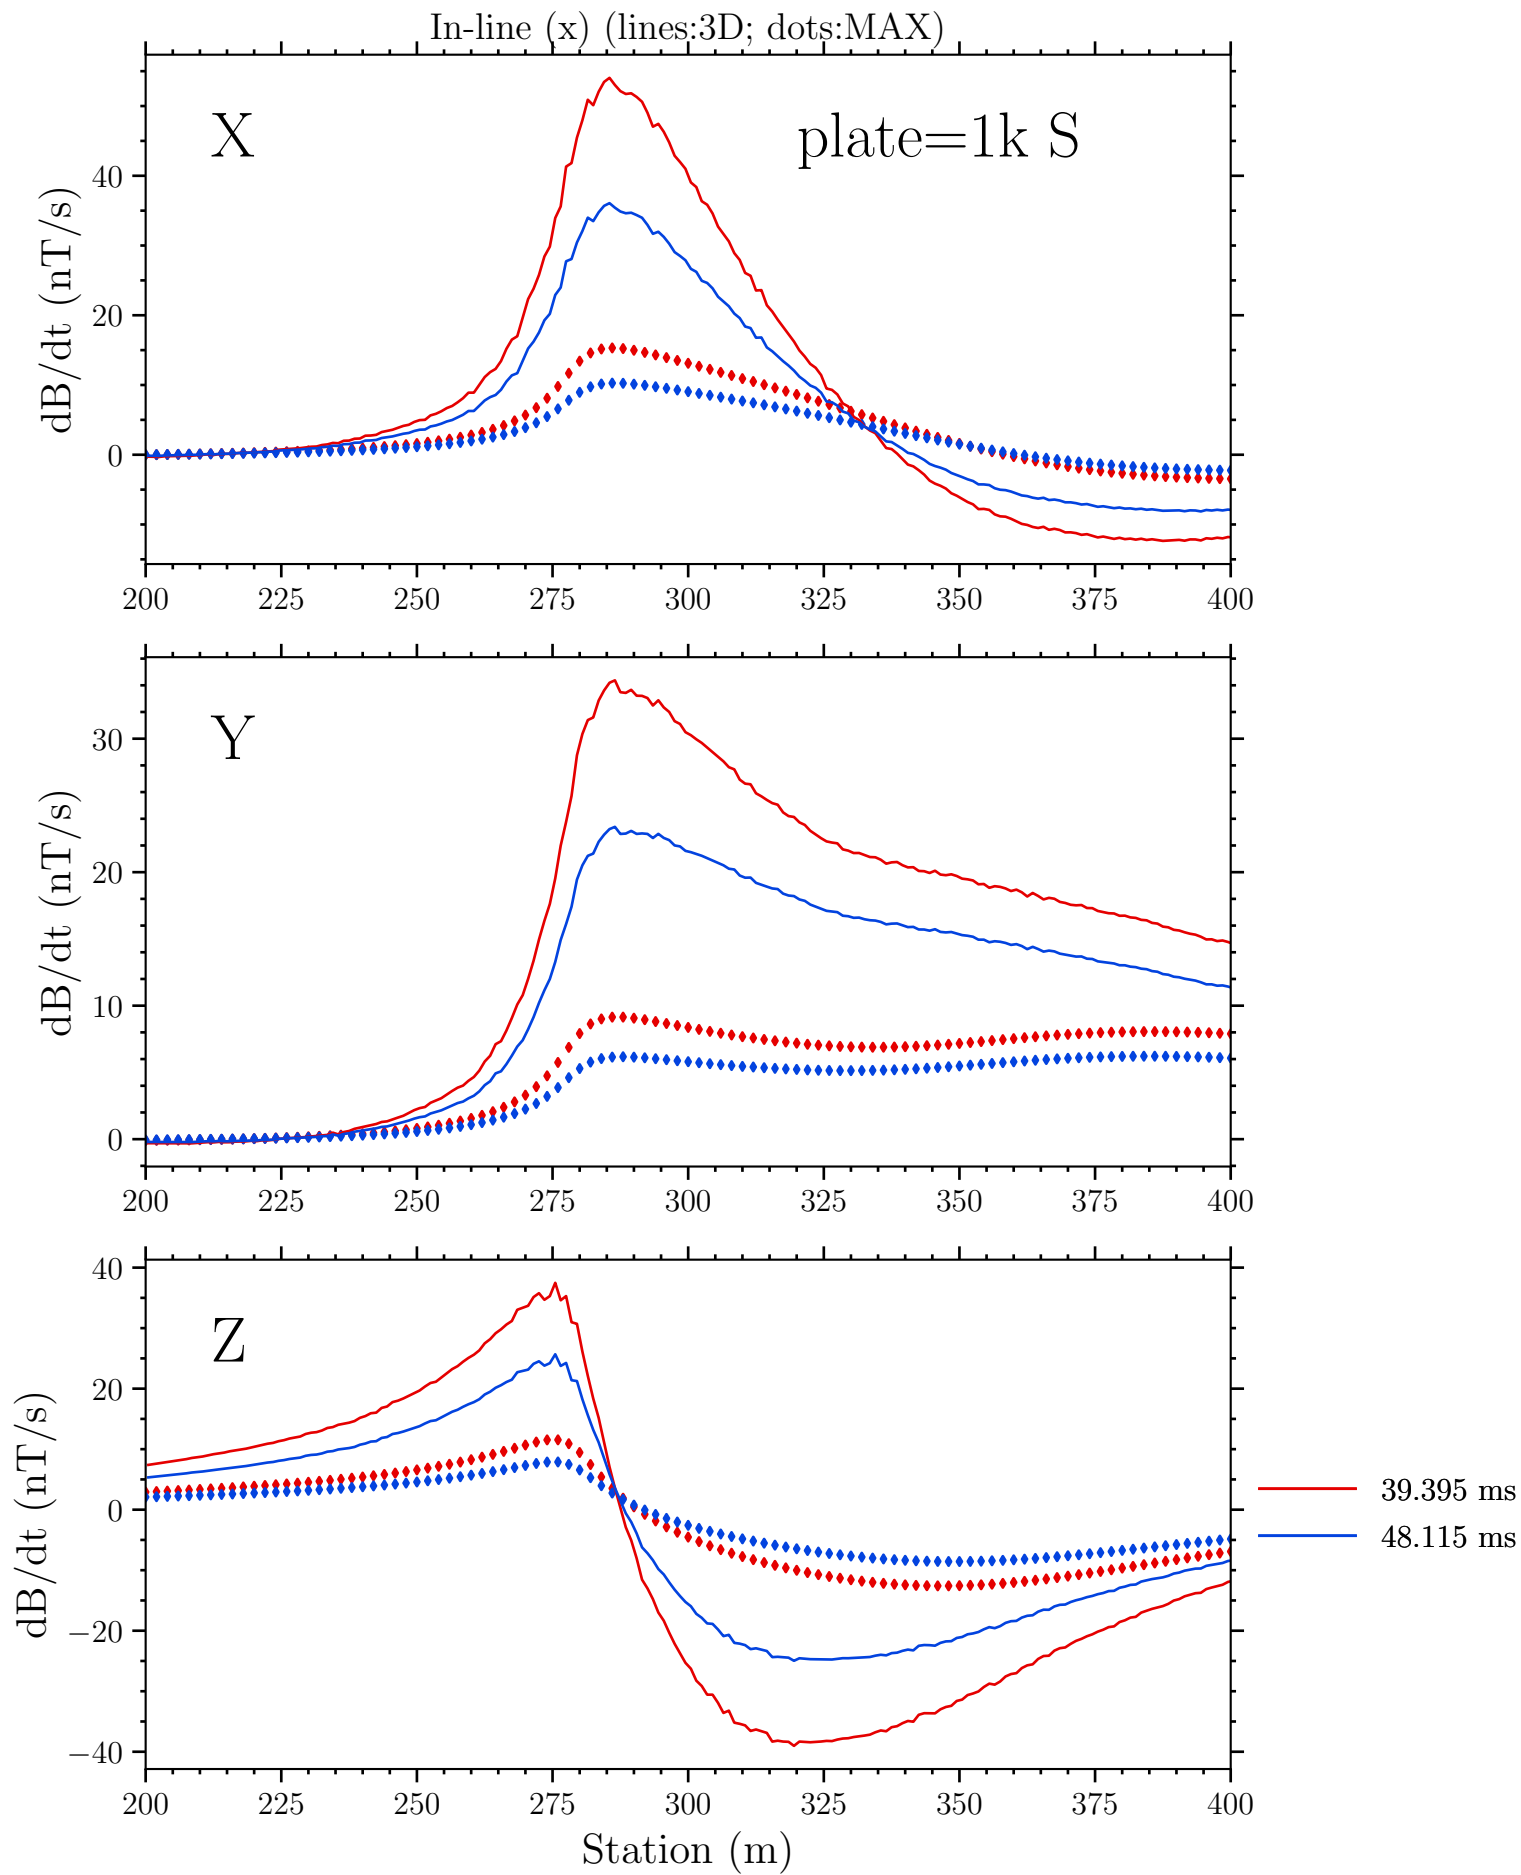 In-line (x) (lines:3D; dots:MAX)
X
plate=1k S
dB/dt (nT/s)
40
20
0
200 225 250 275 300 325 350 375 400
Y
dB/dt (nT/s)
30
20
10
0
200 225 250 275 300 325 350 375 400
Z
dB/dt (nT/s)
40
20
0
−20
−40
200 225 250 275 300 325 350 375 400
Station (m)
39.395 ms
48.115 ms